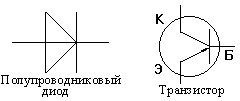 К
Э
Б
Полупроводниковый
диод
Транзистор